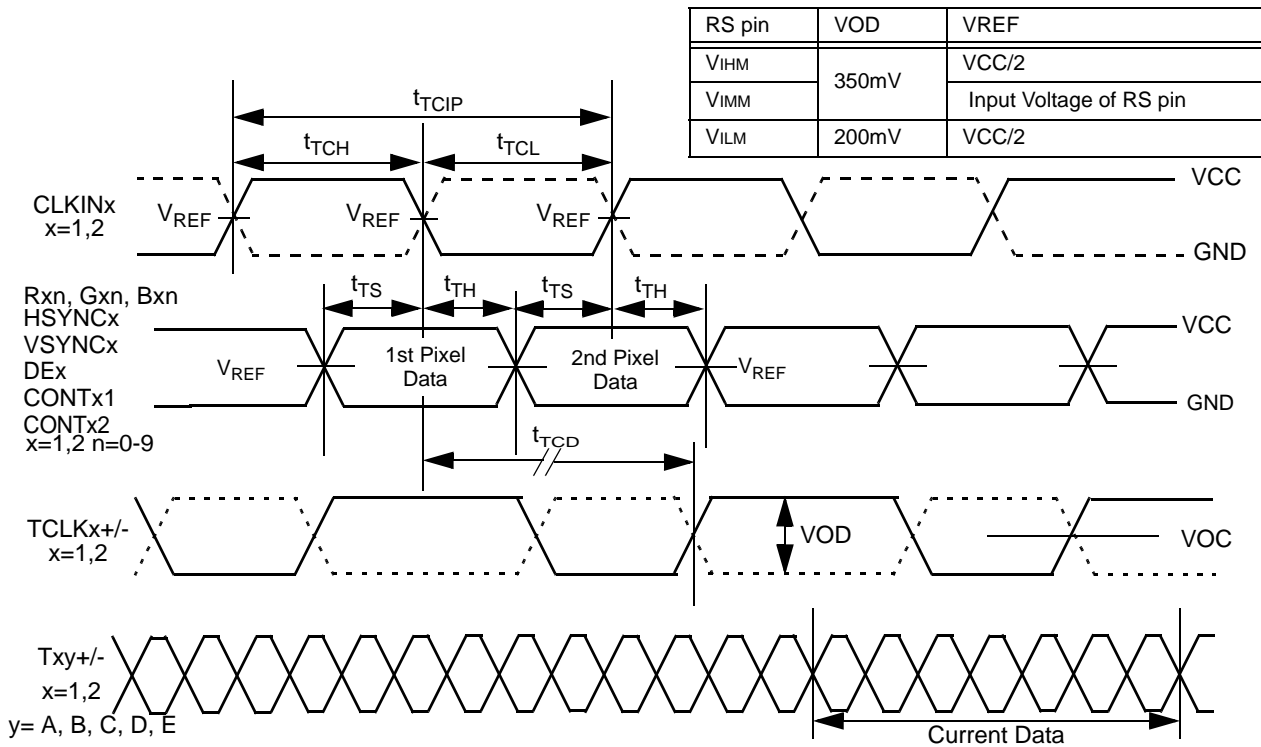 RS pin VOD VREF
VIHM 350mV VCC/2
VIMM Input Voltage of RS pin
VILM 200mV VCC/2
tTCIP
tTCH tTCL
CLKINx
x=1,2
VREF VREF VREF
VCC
GND
tTS tTH tTS tTH
Rxn, Gxn, Bxn
HSYNCx
VSYNCx
DEx
CONTx1
CONTx2
x=1,2 n=0-9
VREF
1st Pixel
Data
2nd Pixel
Data
VREF
VCC
GND
tTCD
TCLKx+/-
x=1,2
VOD
VOC
Txy+/-
x=1,2
y= A, B, C, D, E
Current Data